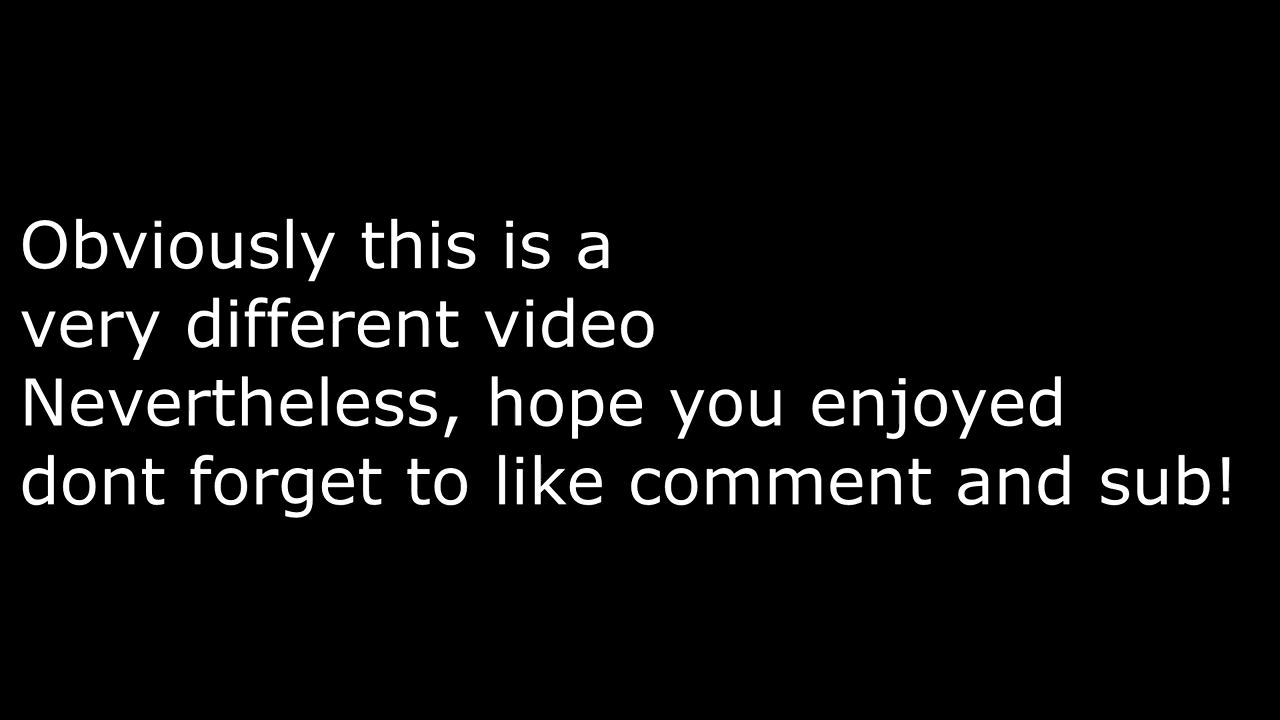 Obviously this is a
very different video
Nevertheless, hope you enjoyed
dont forget to like comment and sub!